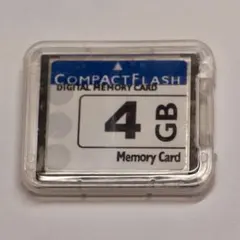 COMPACTFLASH
DIGITAL MEMORY CARD
4 GB
Memory Card